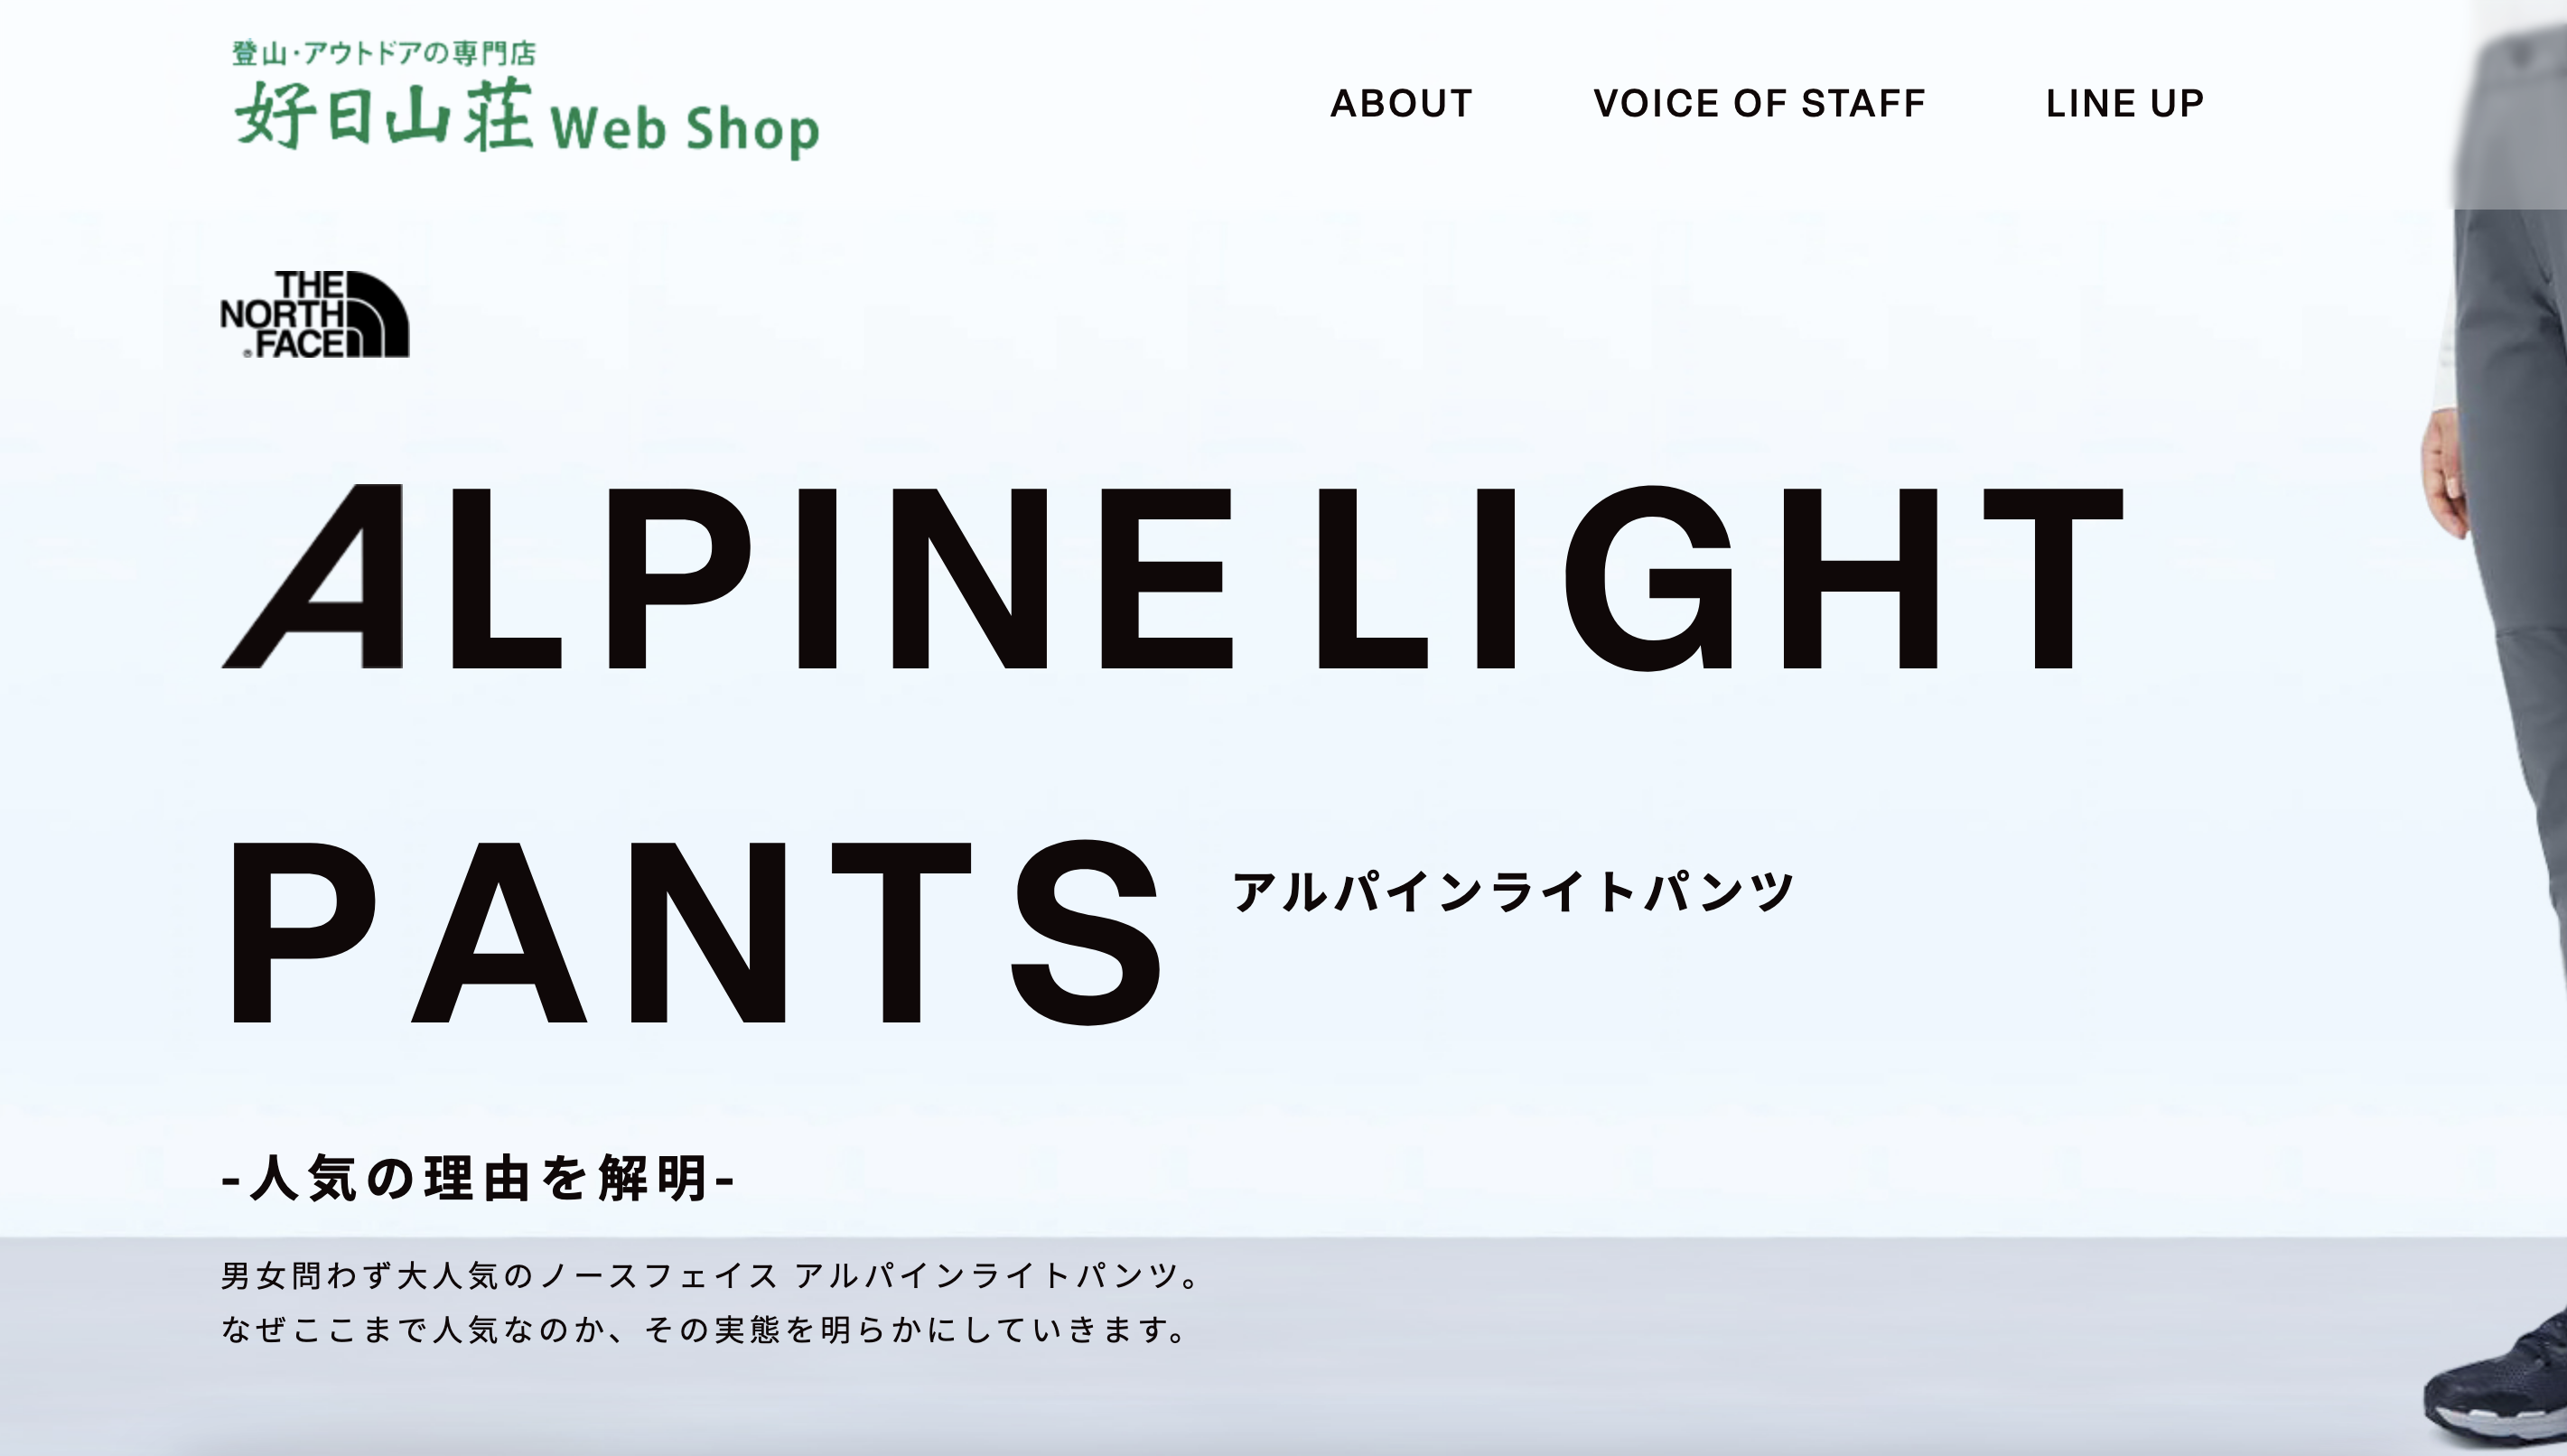 登山・アウトドアの専門店
好日山荘 Web Shop
ABOUT VOICE OF STAFF LINE UP
THE
NORTH
FACE®
ALPINE LIGHT
PANTS アルパインライトパンツ
-人気の理由を解明-
男女問わず大人気のノースフェイス アルパインライトパンツ。
なぜここまで人気なのか、その実態を明らかにしていきます。